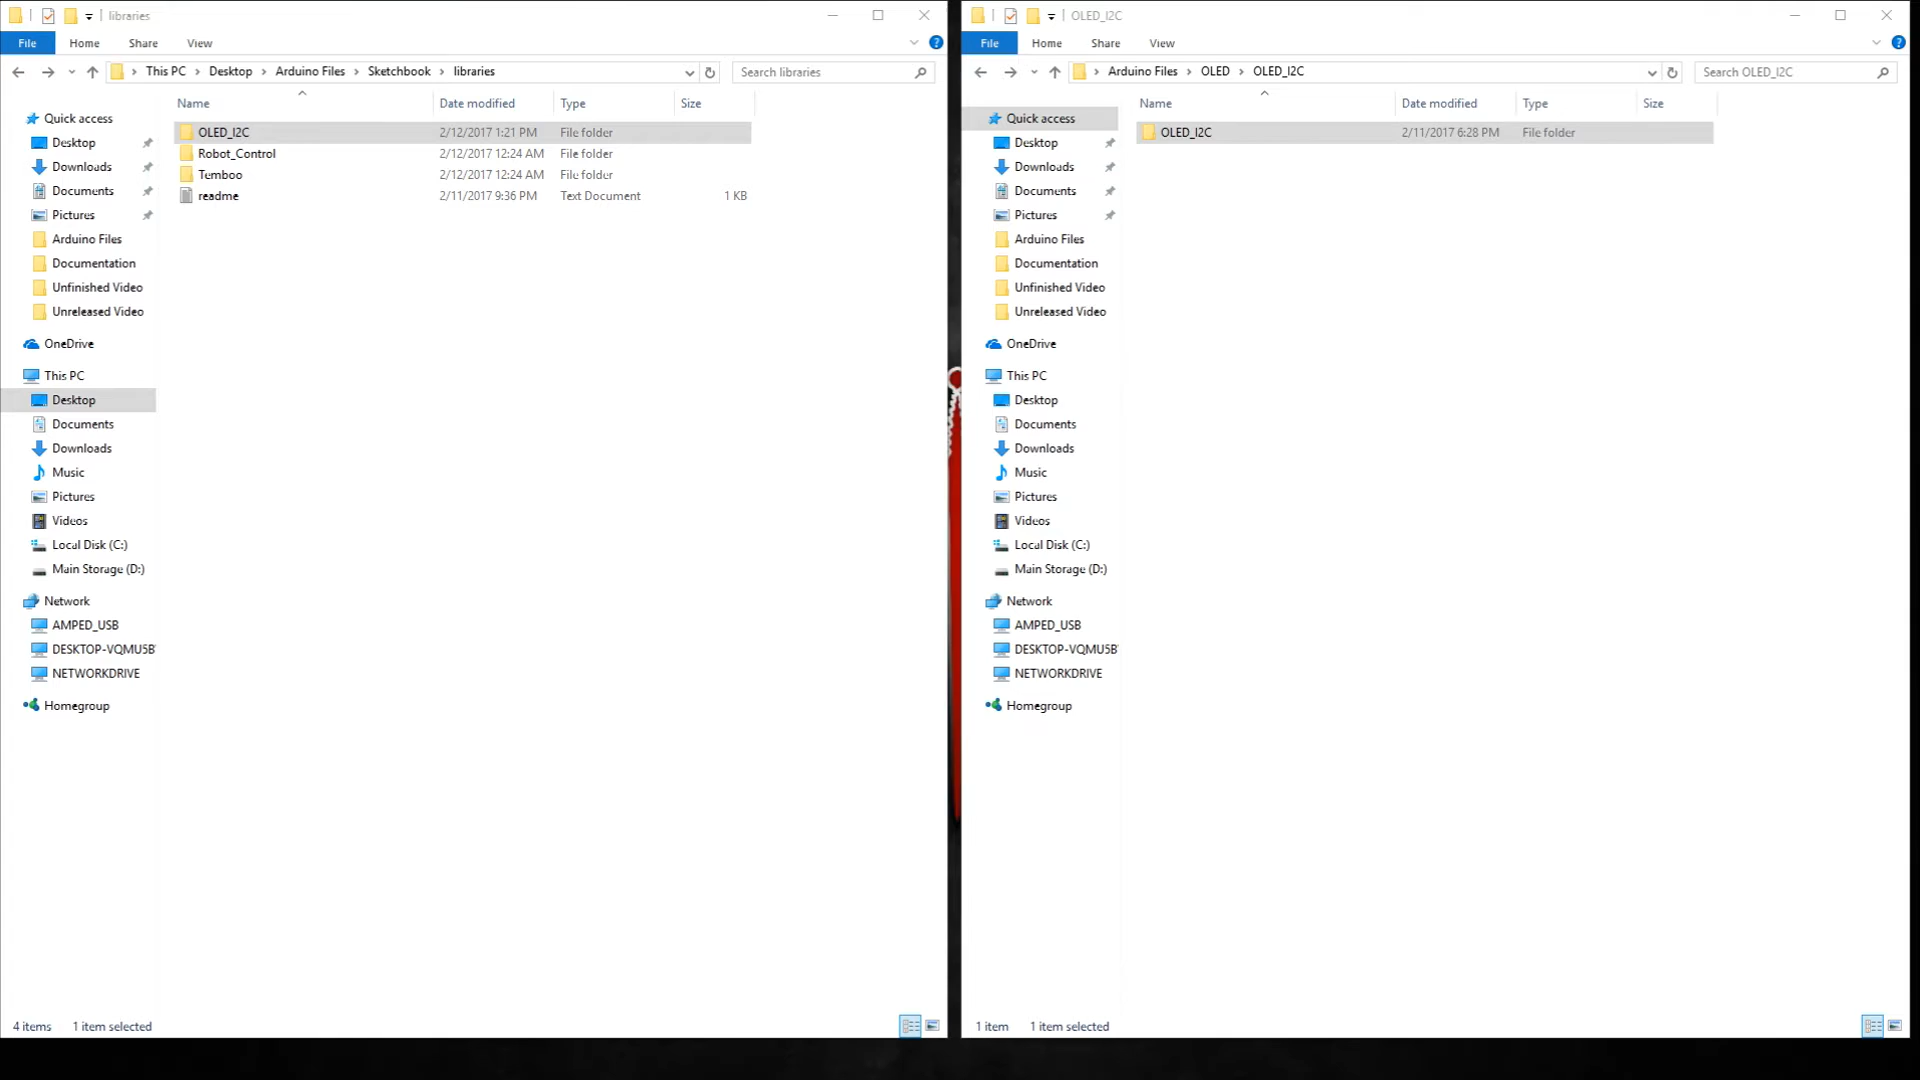 libraries
File Home Share View
This PC Desktop Arduino Files Sketchbook libraries
Search libraries
Name Date modified Type Size
OLED_I2C 2/12/2017 1:21 PM File folder
Robot_Control 2/12/2017 12:24 AM File folder
Temboo 2/12/2017 12:24 AM File folder
readme 2/11/2017 9:36 PM Text Document 1 KB
Quick access
Desktop
Downloads
Documents
Pictures
Arduino Files
Documentation
Unfinished Video
Unreleased Video
OneDrive
This PC
Desktop
Documents
Downloads
Music
Pictures
Videos
Local Disk (C:)
Main Storage (D:)
Network
AMPED_USB
DESKTOP-VQMU5B
NETWORKDRIVE
Homegroup
4 items 1 item selected
OLED_I2C
File Home Share View
Arduino Files OLED OLED_I2C
Search OLED_I2C
Name Date modified Type Size
OLED_I2C 2/11/2017 6:28 PM File folder
Quick access
Desktop
Downloads
Documents
Pictures
Arduino Files
Documentation
Unfinished Video
Unreleased Video
OneDrive
This PC
Desktop
Documents
Downloads
Music
Pictures
Videos
Local Disk (C:)
Main Storage (D:)
Network
AMPED_USB
DESKTOP-VQMU5B
NETWORKDRIVE
Homegroup
1 item 1 item selected